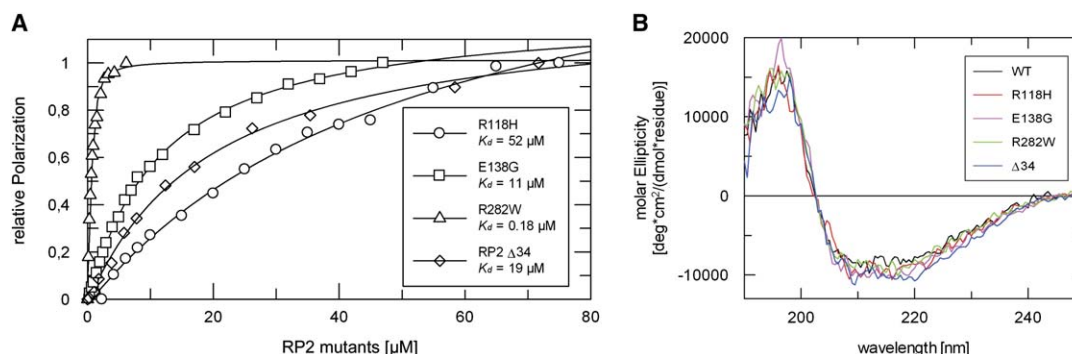 A
relative Polarization
1
0,8
0,6
0,4
0,2
0
0 20 40 60 80
RP2 mutants [µM]
R118H
Kd = 52 µM
E138G
Kd = 11 µM
R282W
Kd = 0.18 µM
RP2 Δ34
Kd = 19 µM
B
molar Ellipticity
[deg*cm²/(dmol*residue)]
20000
10000
0
-10000
200 220 240
wavelength [nm]
WT
R118H
E138G
R282W
Δ34